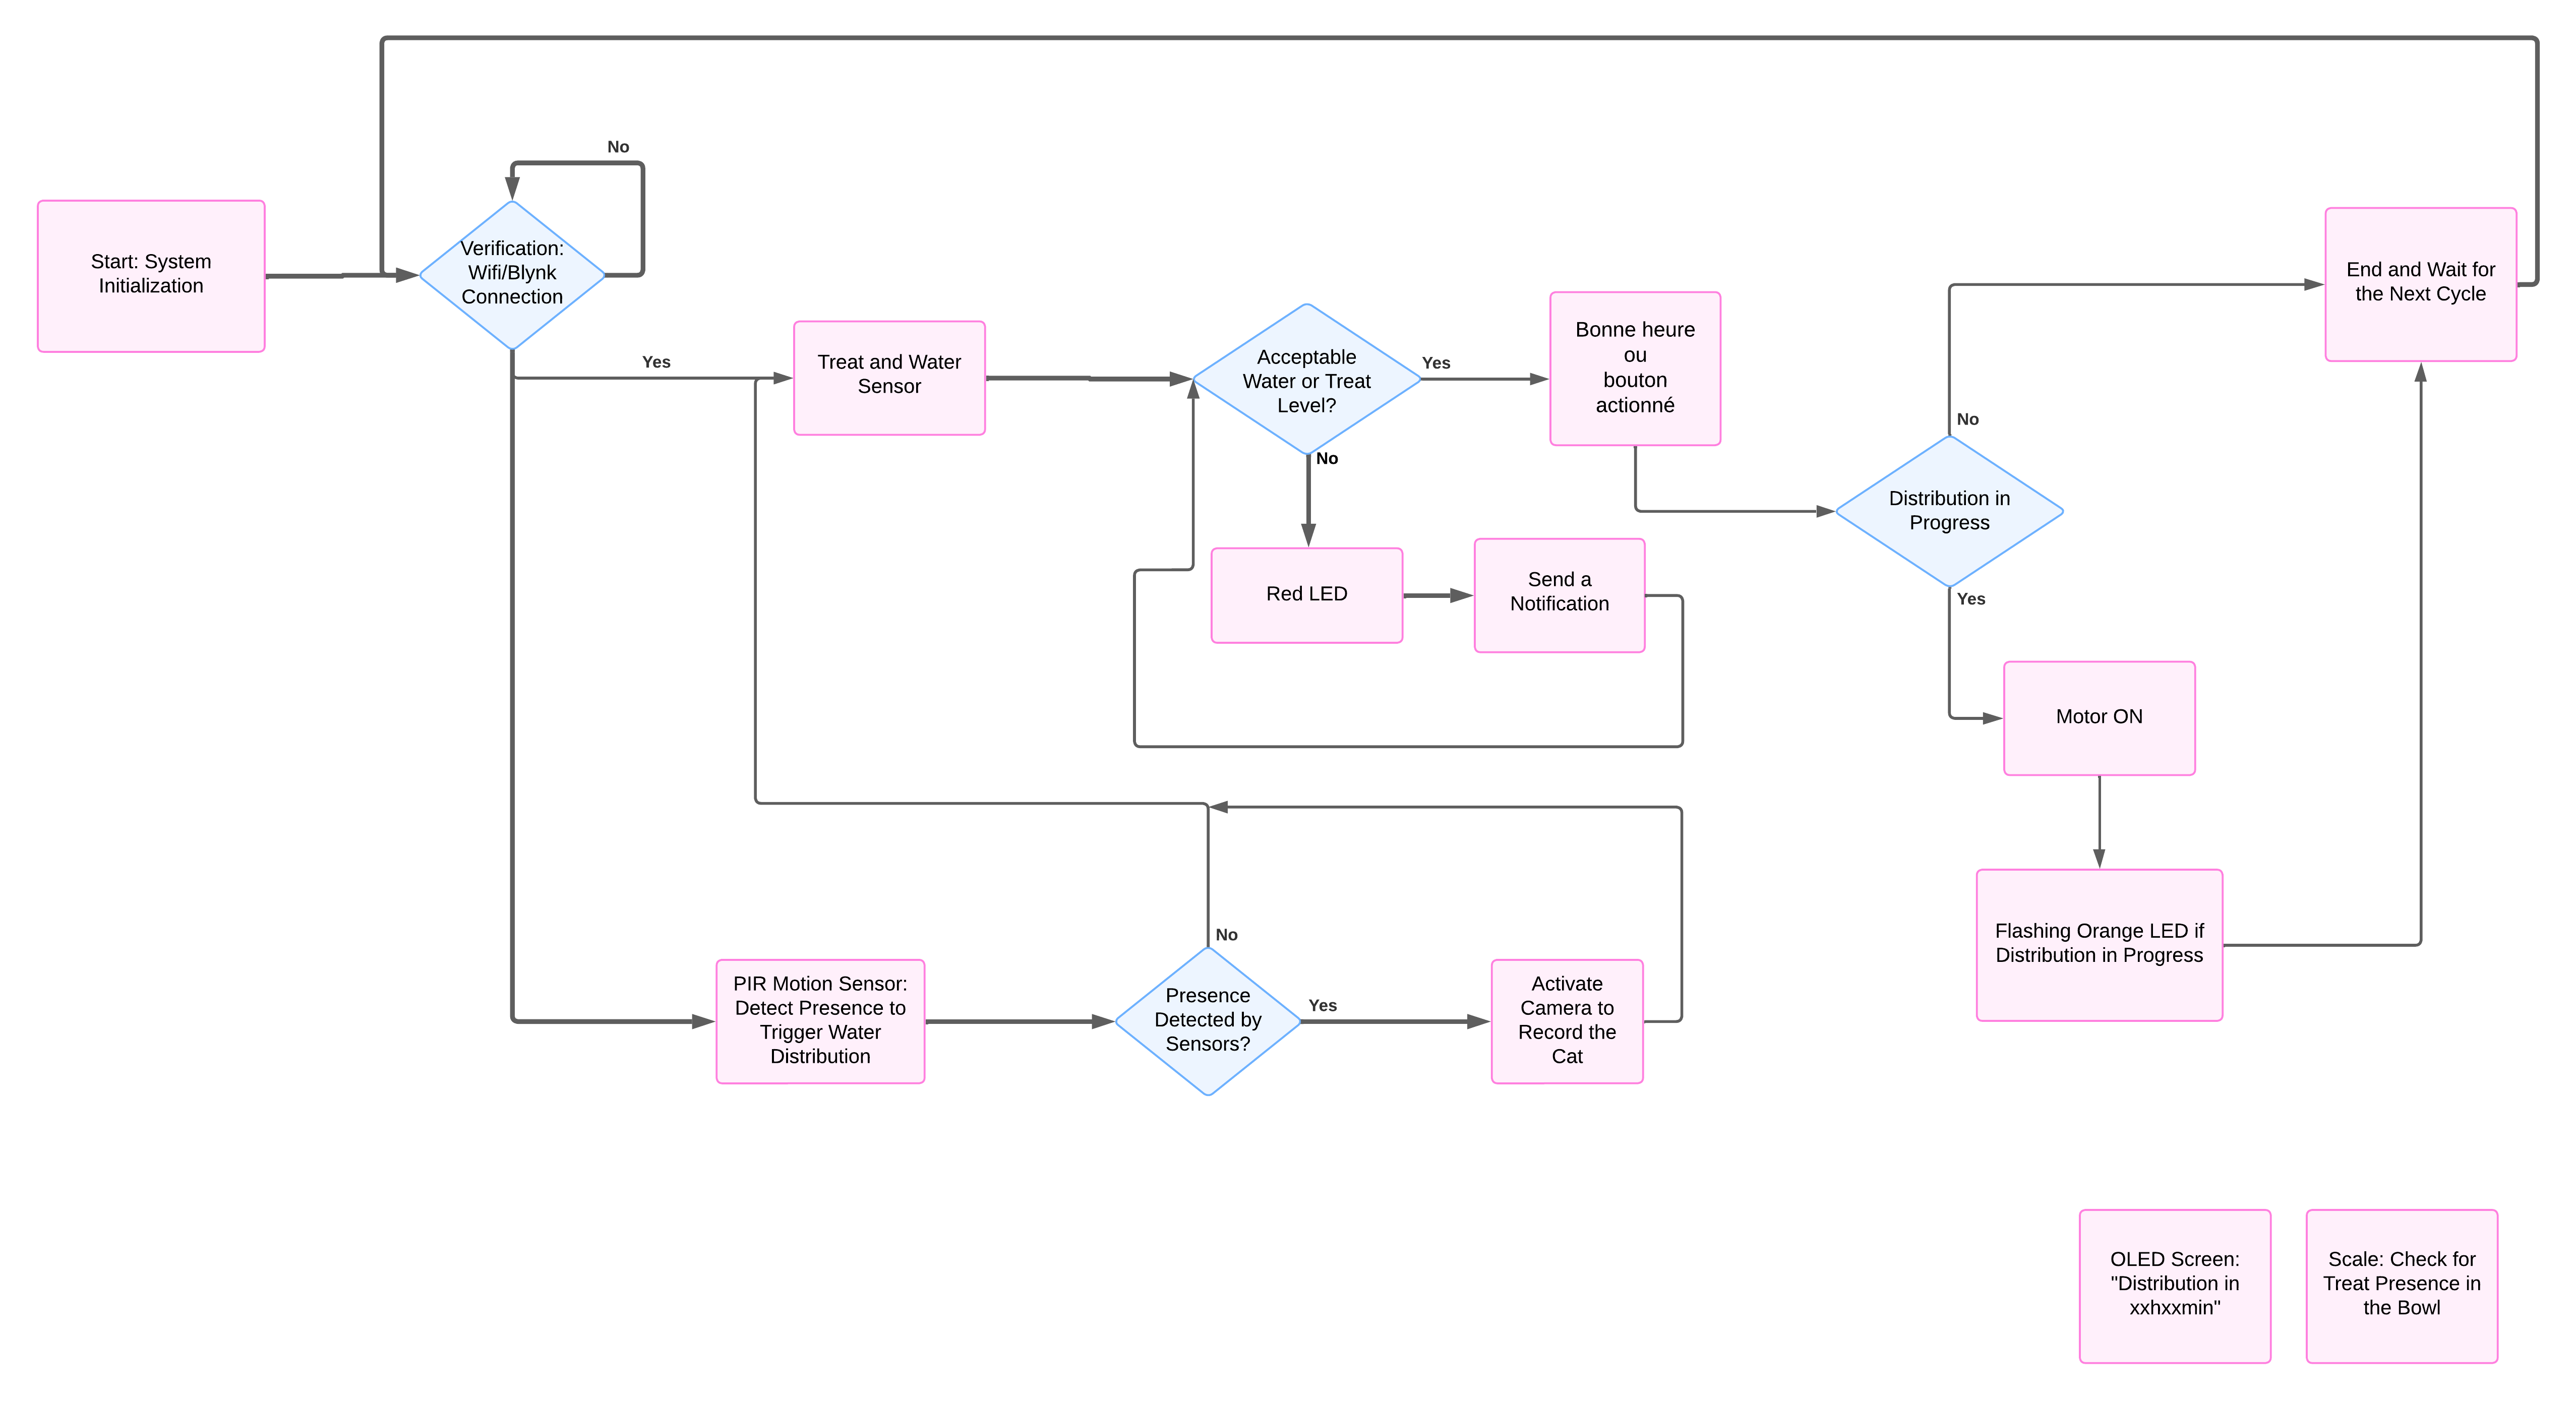 No
Start: System
Initialization
Verification:
Wifi/Blynk
Connection
Yes
Treat and Water
Sensor
Acceptable
Water or Treat
Level?
Yes
No
Bonne heure
ou
bouton
actionné
End and Wait for
the Next Cycle
No
Distribution in
Progress
Yes
Red LED
Send a
Notification
Motor ON
Flashing Orange LED if
Distribution in Progress
PIR Motion Sensor:
Detect Presence to
Trigger Water
Distribution
No
Presence
Detected by
Sensors?
Yes
Activate
Camera to
Record the
Cat
OLED Screen:
"Distribution in
xxhxxmin"
Scale: Check for
Treat Presence in
the Bowl